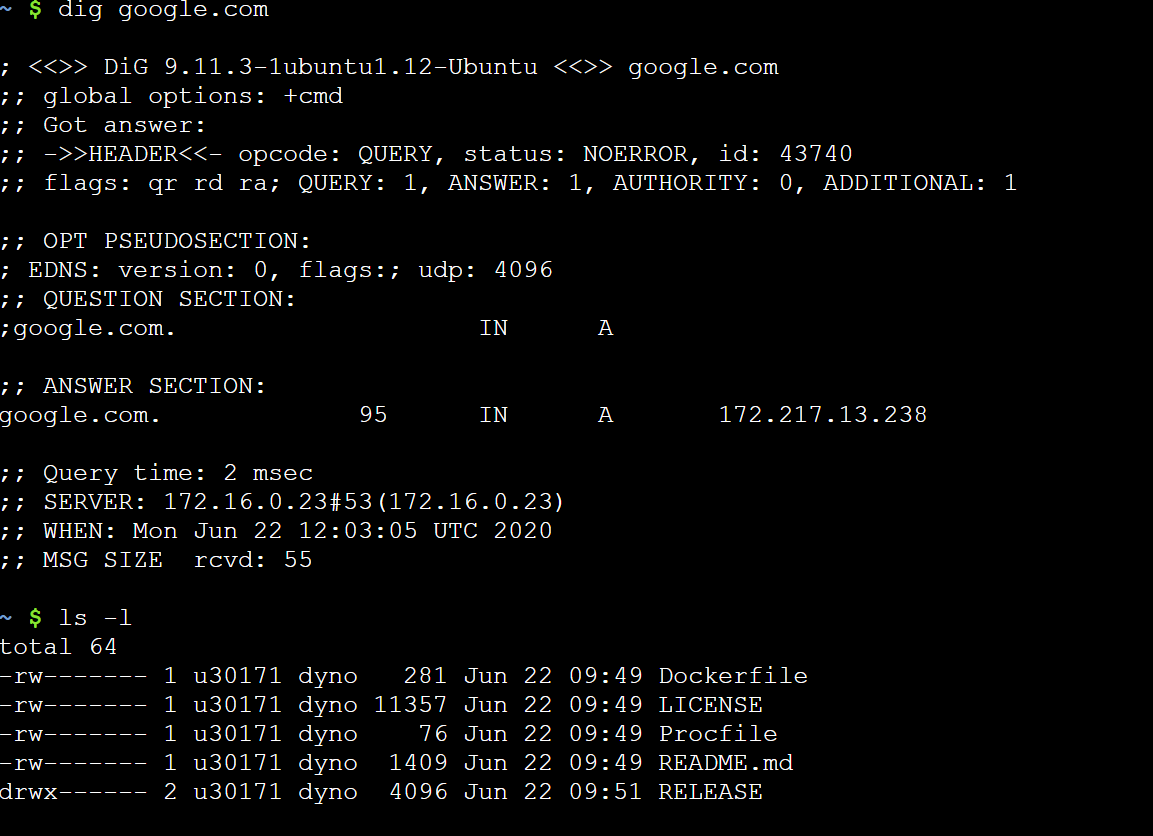 ~ $ dig google.com

; <<>> DiG 9.11.3-1ubuntu1.12-Ubuntu <<>> google.com
;; global options: +cmd
;; Got answer:
;; ->>HEADER<<- opcode: QUERY, status: NOERROR, id: 43740
;; flags: qr rd ra; QUERY: 1, ANSWER: 1, AUTHORITY: 0, ADDITIONAL: 1

;; OPT PSEUDOSECTION:
; EDNS: version: 0, flags:; udp: 4096
;; QUESTION SECTION:
;google.com.                    IN      A

;; ANSWER SECTION:
google.com.             95      IN      A       172.217.13.238

;; Query time: 2 msec
;; SERVER: 172.16.0.23#53(172.16.0.23)
;; WHEN: Mon Jun 22 12:03:05 UTC 2020
;; MSG SIZE  rcvd: 55

~ $ ls -l
total 64
-rw------- 1 u30171 dyno   281 Jun 22 09:49 Dockerfile
-rw------- 1 u30171 dyno 11357 Jun 22 09:49 LICENSE
-rw------- 1 u30171 dyno    76 Jun 22 09:49 Procfile
-rw------- 1 u30171 dyno  1409 Jun 22 09:49 README.md
drwx------ 2 u30171 dyno  4096 Jun 22 09:51 RELEASE